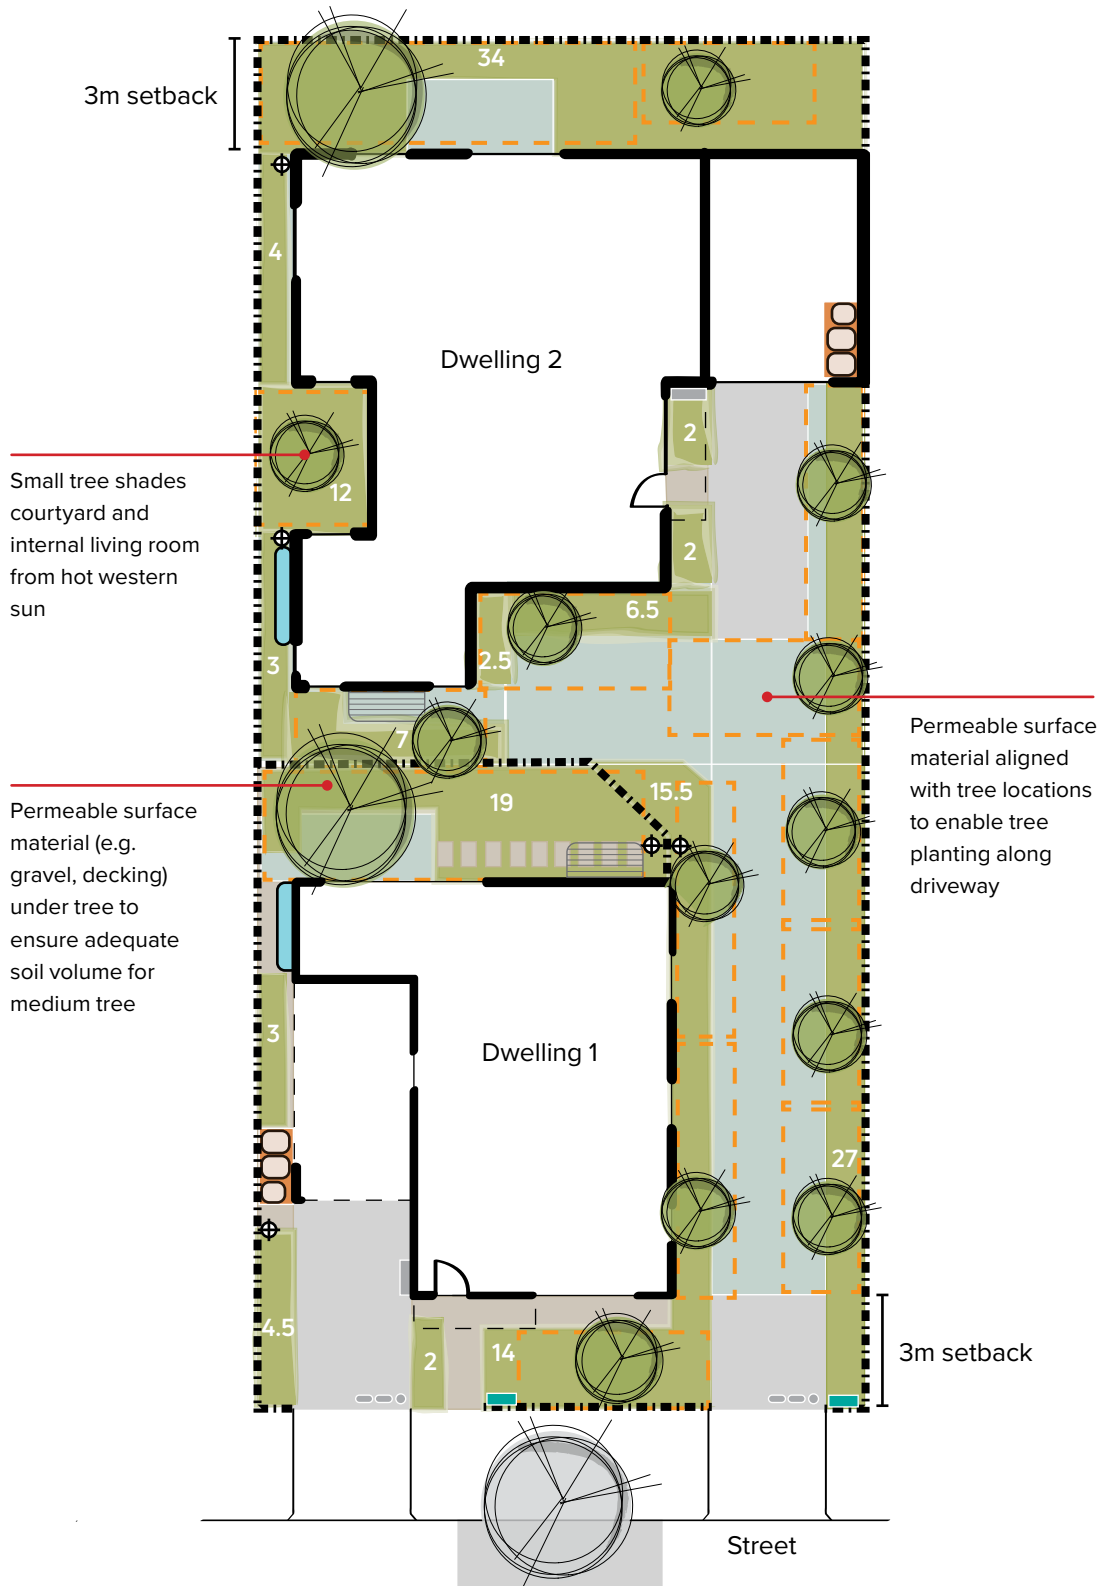 34
3m setback
4
Dwelling 2
2
Small tree shades
courtyard and
internal living room
from hot western
sun
12
2
6.5
2.5
3
7
Permeable surface
material aligned
with tree locations
to enable tree
planting along
driveway
Permeable surface
material (e.g.
gravel, decking)
under tree to
ensure adequate
soil volume for
medium tree
19
15.5
3
Dwelling 1
27
4.5
2
14
3m setback
Street